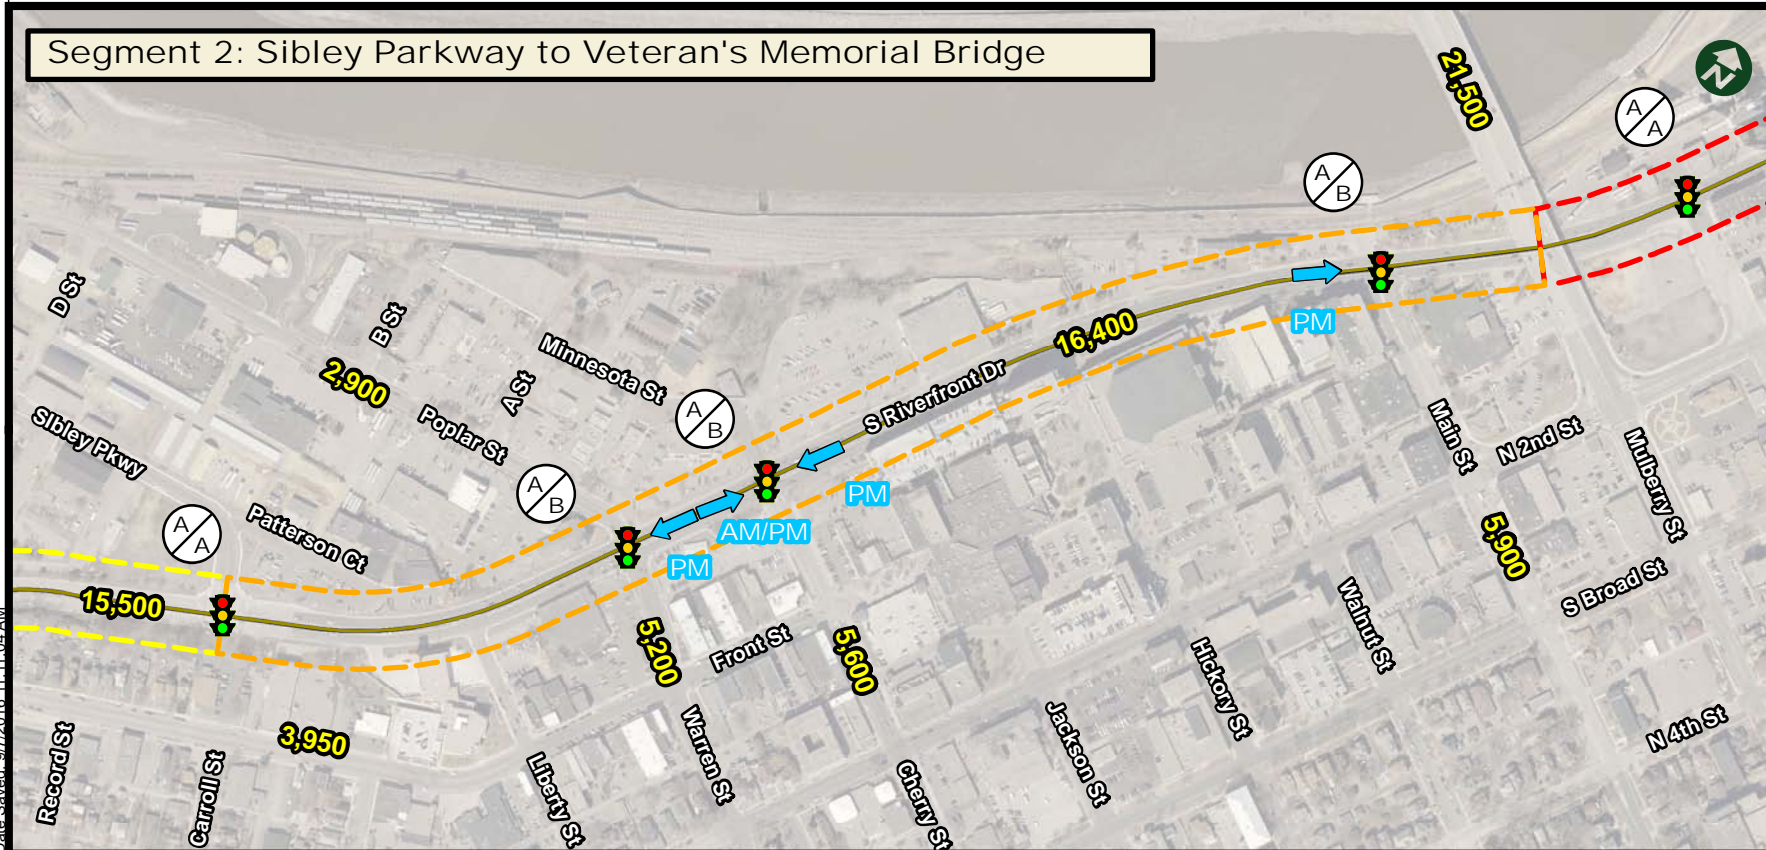 Segment 2: Sibley Parkway to Veteran's Memorial Bridge
N
21,500
A
A
A
B
D St
B St
Minnesota St
2,900
A St
16,400
PM
S Riverfront Dr
A
B
Poplar St
Sibley Pkwy
Main St
N 2nd St
Mulberry St
A
B
PM
AM/PM
PM
A
A
Patterson Ct
5,900
S Broad St
15,500
5,200
Front St
5,600
Walnut St
Hickory St
3,950
Record St
Carroll St
Liberty St
Warren St
Cherry St
Jackson St
N 4th St